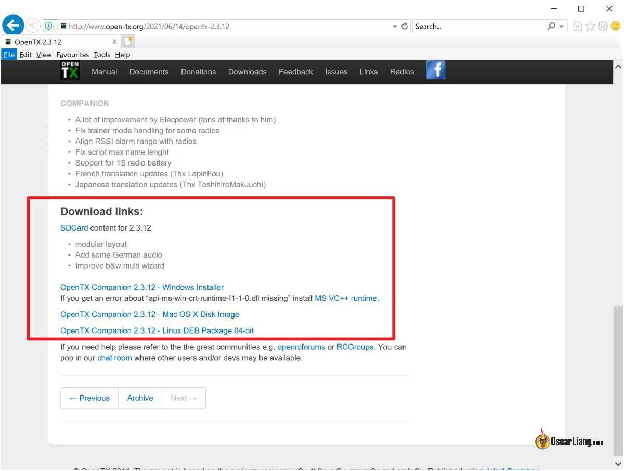 http://www.open-tx.org/2021/06/14/opentx-2.3.12
Search...
OpenTX 2.3.12
File Edit View Favourites Tools Help
OPEN TX Manual Documents Donations Downloads Feedback Issues Links Radios f
COMPANION
A lot of improvement by Elecpower (tons of thanks to him)
Fix trainer mode handling for some radios
Align RSSI alarm range with radios
Fix script max name lenght
Support for 1S radio battery
French translation updates (Thx LapinFou)
Japanese translation updates (Thx ToshihiroMakuuchi)
Download links:
SDCard content for 2.3.12
modular layout
Add some German audio
Improve b&w multi wizard
OpenTX Companion 2.3.12 - Windows Installer
If you get an error about "api-ms-win-crt-runtime-l1-1-0.dll missing" install MS VC++ runtime.
OpenTX Companion 2.3.12 - Mac OS X Disk Image
OpenTX Companion 2.3.12 - Linux DEB Package 64-bit
If you need help please refer to the the great communities e.g. openrcforums or RCGroups. You can
pop in our chat room where other users and/or devs may be available.
← Previous Archive Next →
OscarLiang.com